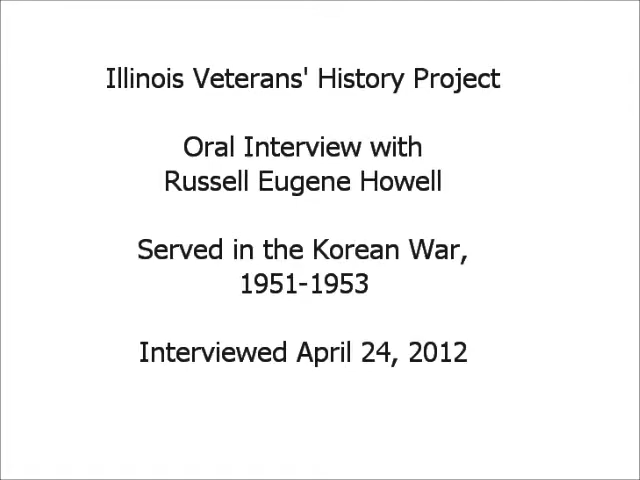 Illinois Veterans' History Project
Oral Interview with
Russell Eugene Howell
Served in the Korean War,
1951-1953
Interviewed April 24, 2012